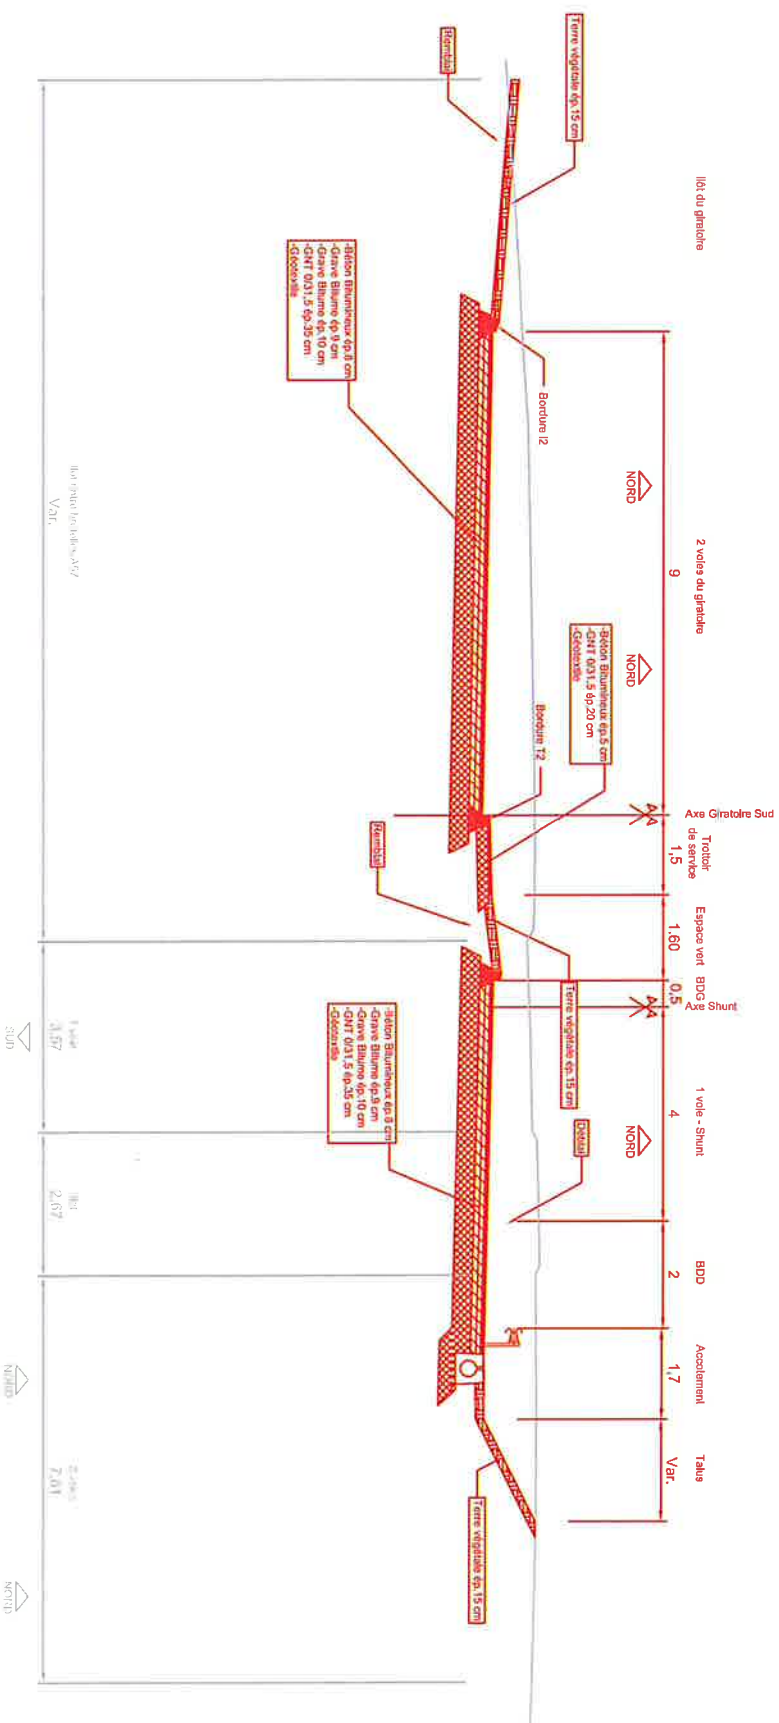 Ilôt du giratoire
2 voies du giratoire
Axe Giratoire Sud
Trottoir
de service
Espace vert
BDG
Axe Shunt
1 voie - Shunt
BDD
Accotement
Talus
9
1,5
1.60
0,5
4
2
1,7
Var.
NORD
NORD
NORD
Terre végétale ép.15 cm
Remblai
Bordure I2
-Béton Bitumineux ép.5 cm
-GNT 0/31,5 ép.20 cm
-Géotextile
Bordure T2
Terre végétale ép.15 cm
Déblai
-Béton Bitumineux ép.8 cm
-Grave Bitume ép.9 cm
-Grave Bitume ép.10 cm
-GNT 0/31,5 ép.35 cm
-Géotextile
Remblai
-Béton Bitumineux ép.8 cm
-Grave Bitume ép.9 cm
-Grave Bitume ép.10 cm
-GNT 0/31,5 ép.35 cm
-Géotextile
Terre végétale ép.15 cm
Var.
3.57
2.67
7.01
SUD
NORD
NORD